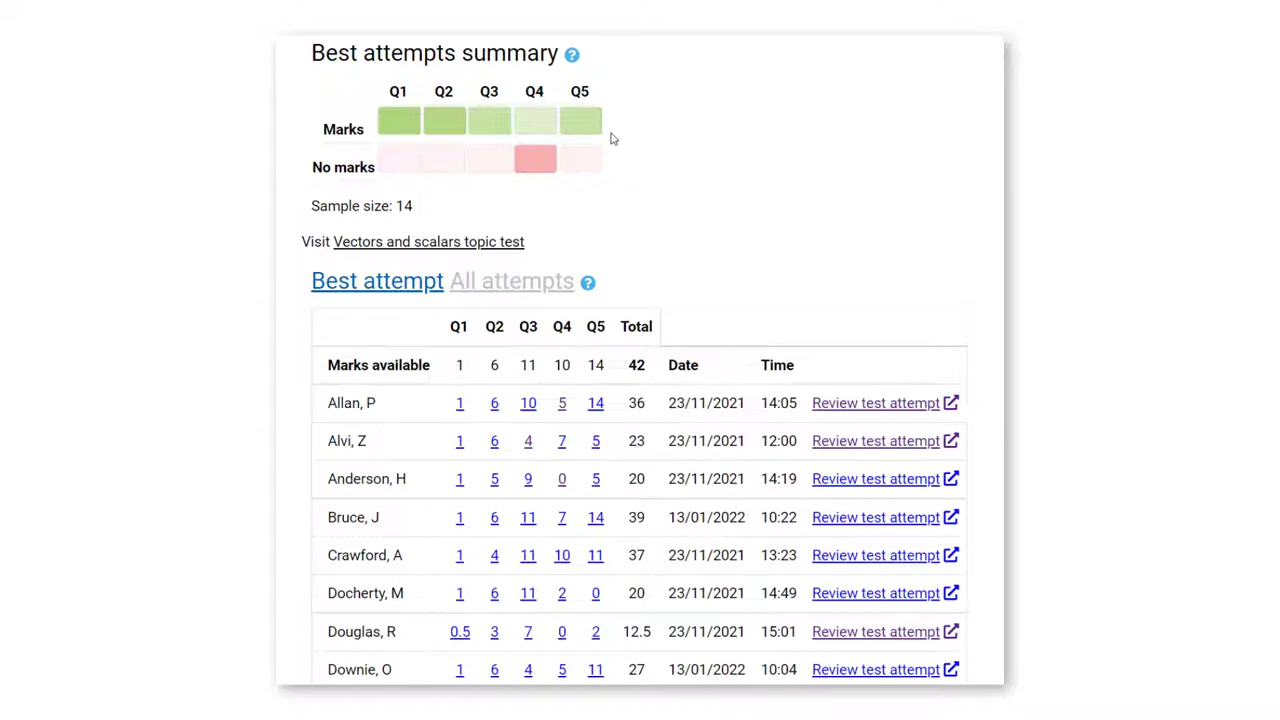 Best attempts summary ?
Q1 Q2 Q3 Q4 Q5
Marks
No marks
Sample size: 14
Visit Vectors and scalars topic test
Best attempt All attempts ?
Q1 Q2 Q3 Q4 Q5 Total
Marks available 1 6 11 10 14 42 Date Time
Allan, P 1 6 10 5 14 36 23/11/2021 14:05 Review test attempt
Alvi, Z 1 6 4 7 5 23 23/11/2021 12:00 Review test attempt
Anderson, H 1 5 9 0 5 20 23/11/2021 14:19 Review test attempt
Bruce, J 1 6 11 7 14 39 13/01/2022 10:22 Review test attempt
Crawford, A 1 4 11 10 11 37 23/11/2021 13:23 Review test attempt
Docherty, M 1 6 11 2 0 20 23/11/2021 14:49 Review test attempt
Douglas, R 0.5 3 7 0 2 12.5 23/11/2021 15:01 Review test attempt
Downie, O 1 6 4 5 11 27 13/01/2022 10:04 Review test attempt